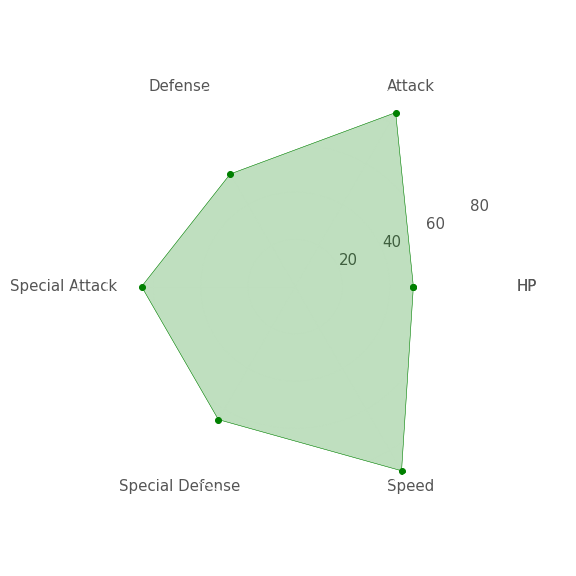 Defense
Attack
80
60
40
20
Special Attack
HP
Special Defense
Speed